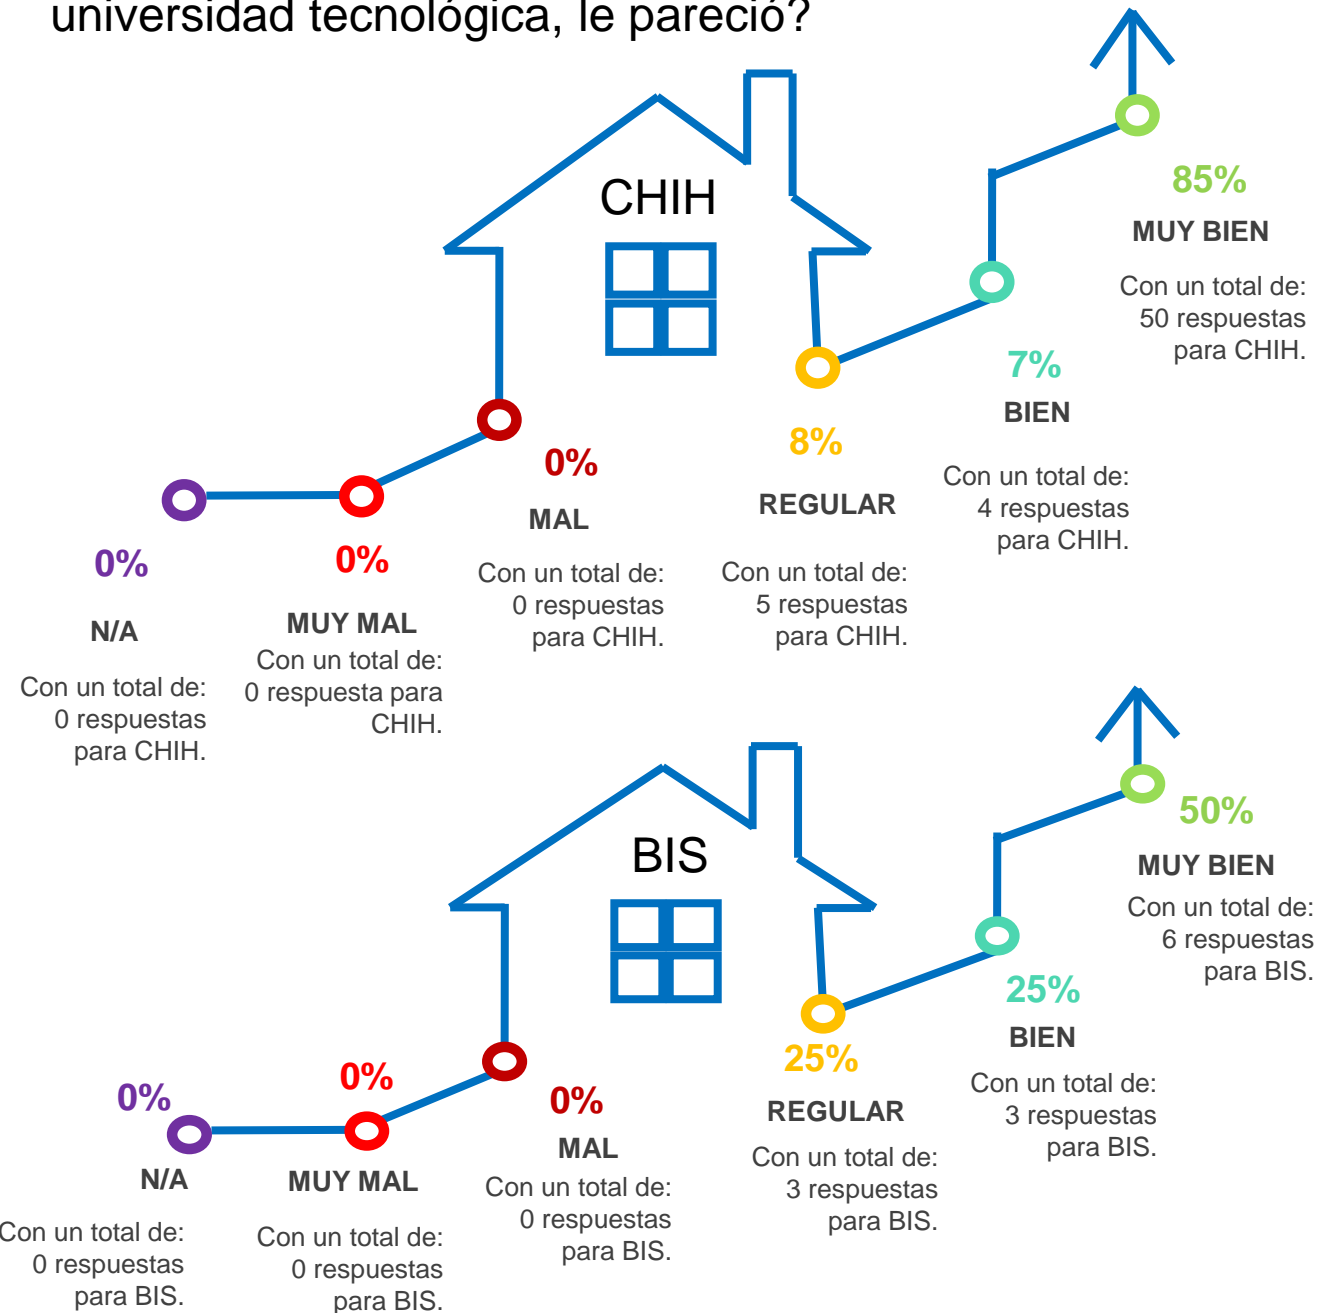 universidad tecnológica, le pareció?
CHIH
85%
MUY BIEN
Con un total de:
50 respuestas
para CHIH.
7%
BIEN
Con un total de:
4 respuestas
para CHIH.
8%
REGULAR
Con un total de:
5 respuestas
para CHIH.
0%
MAL
Con un total de:
0 respuestas
para CHIH.
0%
MUY MAL
Con un total de:
0 respuesta para
CHIH.
0%
N/A
Con un total de:
0 respuestas
para CHIH.
BIS
50%
MUY BIEN
Con un total de:
6 respuestas
para BIS.
25%
BIEN
Con un total de:
3 respuestas
para BIS.
25%
REGULAR
Con un total de:
3 respuestas
para BIS.
0%
MAL
Con un total de:
0 respuestas
para BIS.
0%
MUY MAL
Con un total de:
0 respuestas
para BIS.
0%
N/A
Con un total de:
0 respuestas
para BIS.